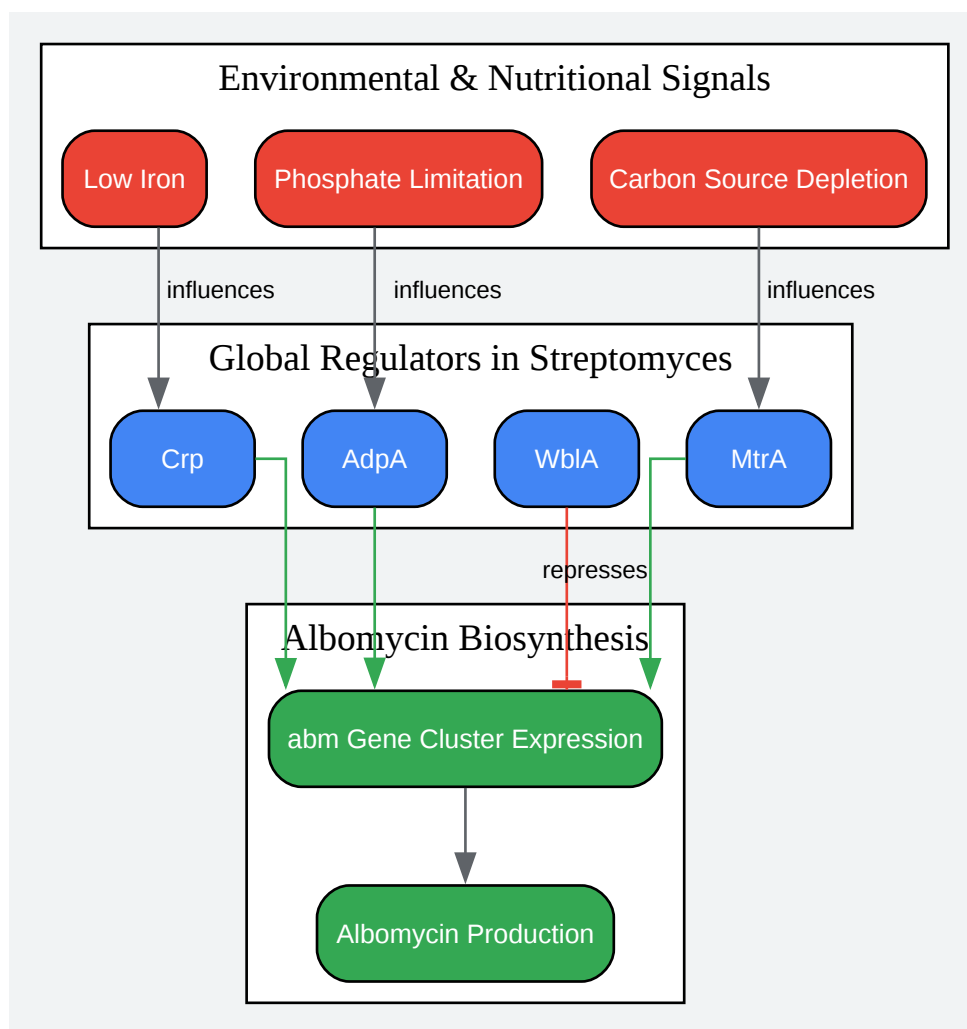 Environmental & Nutritional Signals
Low Iron
Phosphate Limitation
Carbon Source Depletion
influences
influences
influences
Global Regulators in Streptomyces
Crp
AdpA
WblA
MtrA
represses
Albomycin Biosynthesis
abm Gene Cluster Expression
Albomycin Production